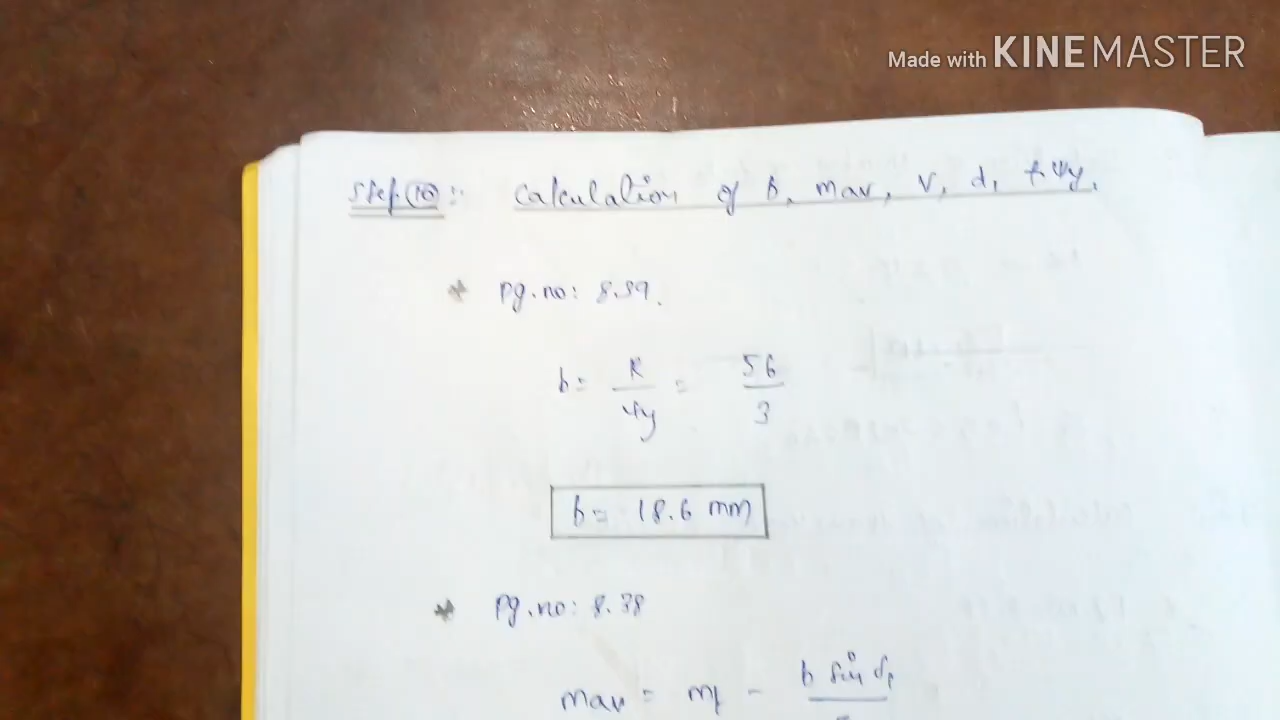 Made with KINEMASTER
Step (10):- Calculation of b, mav, v, d1 & ψy.
* Pg.no: 8.39.
b = R / ψy = 56 / 3
b = 18.6 mm
* Pg.no: 8.38
mav = mt - b sin δ1